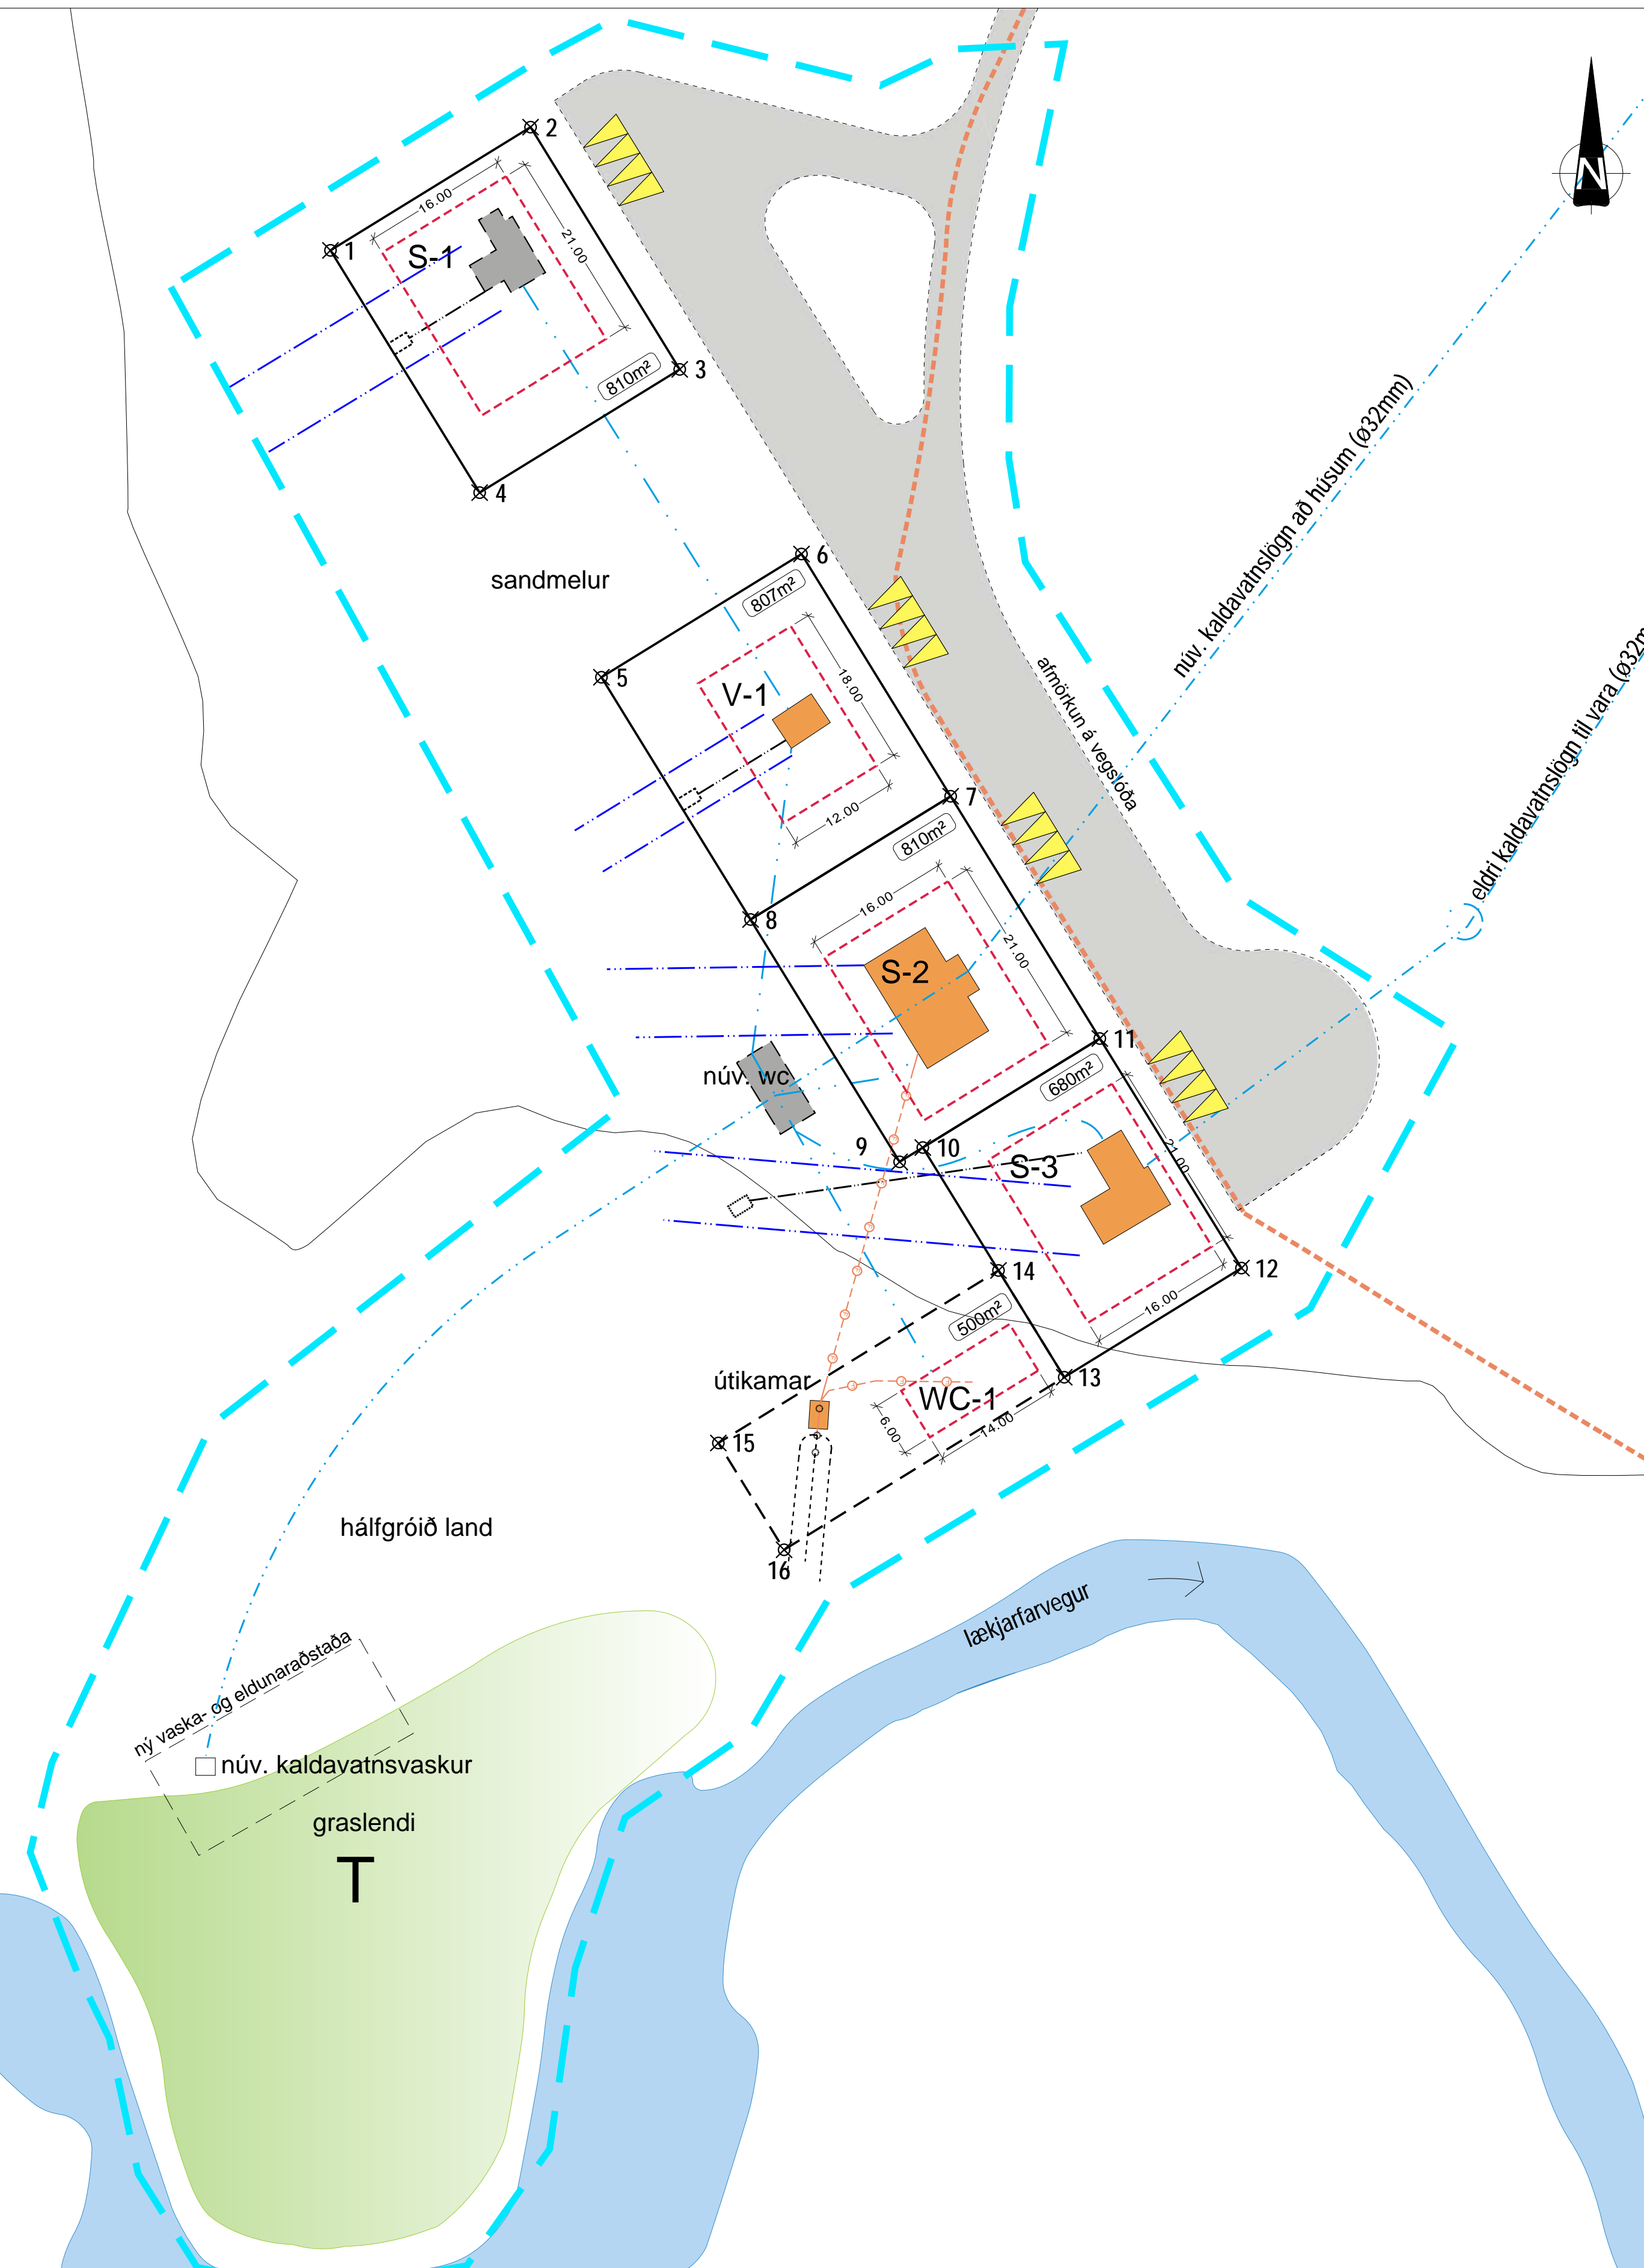 N
2
1
16.00
S-1
21.00
3
810m²
4
núv. kaldavatnslögn að húsum (ø32mm)
sandmelur
6
807m²
5
V-1
18.00
afmörkun á vegslóða
eldri kaldavatnslögn til vara (ø32m
7
12.00
810m²
8
16.00
S-2
21.00
11
núv. wc
680m²
9
10
S-3
21.00
12
14
16.00
500m²
13
útikamar
WC-1
6.00
14.00
15
16
hálfgróið land
lækjarfarvegur
ný vaska- og eldunaraðstaða
núv. kaldavatnsvaskur
graslendi
T